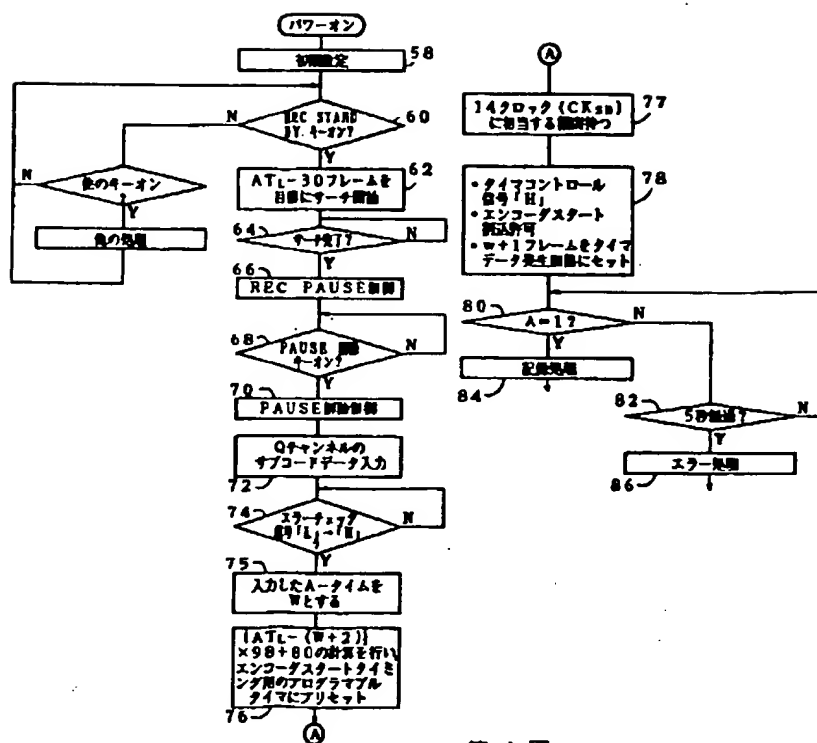 パワーオン
初期設定
58
REC STAND
BY. キーオン?
60
N
Y
他のキーオン
?
N
Y
他の処理
ATL-30フレームを
目標にサーチ開始
62
64
サーチ完了?
N
Y
66
REC PAUSE制御
68
PAUSE 解除
キーオン?
N
Y
70
PAUSE解除制御
Qチャンネルの
サブコードデータ入力
72
74
エラーチェック
信号「L」→「H」
?
N
Y
75
入力したA-タイムを
Wとする
{ATL-(W+2)}
×98+80の計算を行い,
エンコーダスタートタイミ
ング用のプログラマブル
タイマにプリセット
76
A
A
14クロック(CKsn)
に相当する期間待つ
77
•タイマコントロール
信号「H」
•エンコーダスタート
割込許可
•w+1フレームをタイマ
データ発生回路にセット
78
80
A=1?
N
Y
記録処理
84
82
5秒経過?
N
Y
エラー処理
86